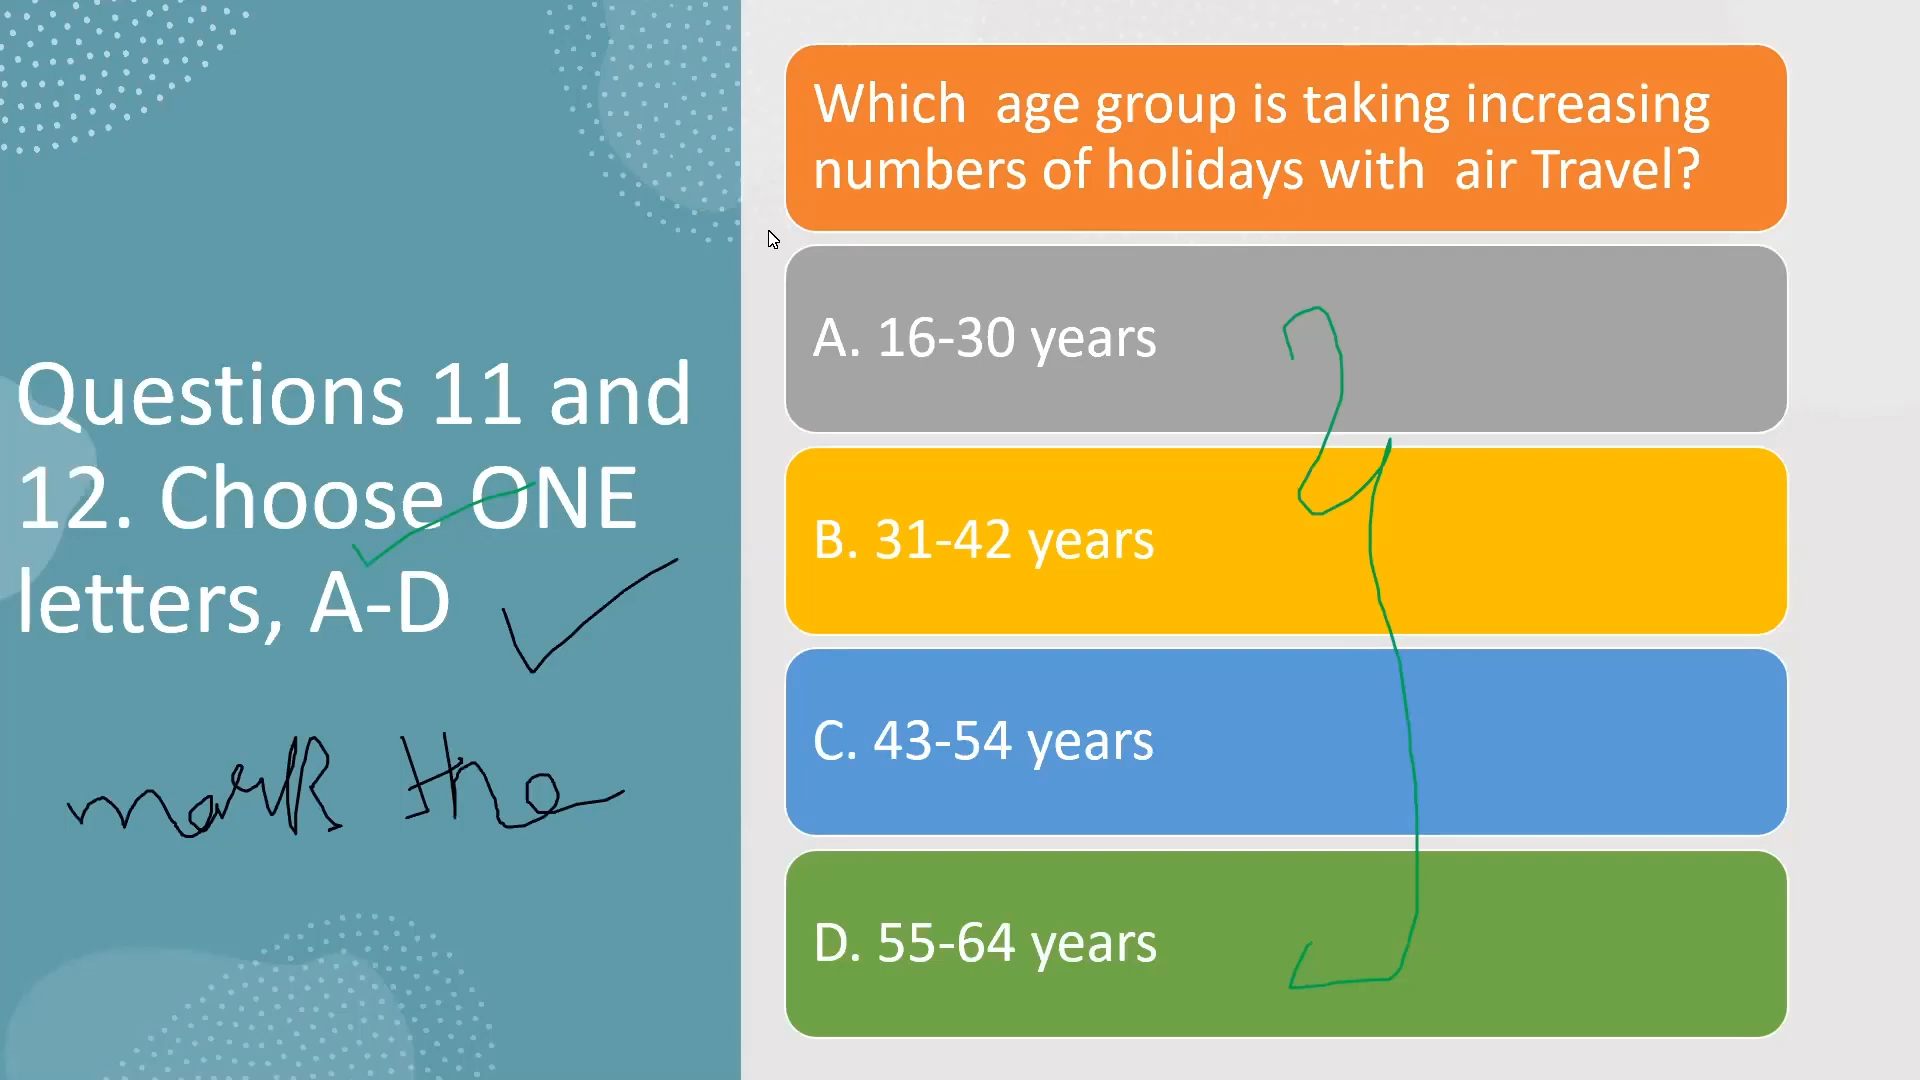 Questions 11 and
12. Choose ONE
letters, A-D
mark the
Which age group is taking increasing
numbers of holidays with air Travel?
A. 16-30 years
B. 31-42 years
C. 43-54 years
D. 55-64 years